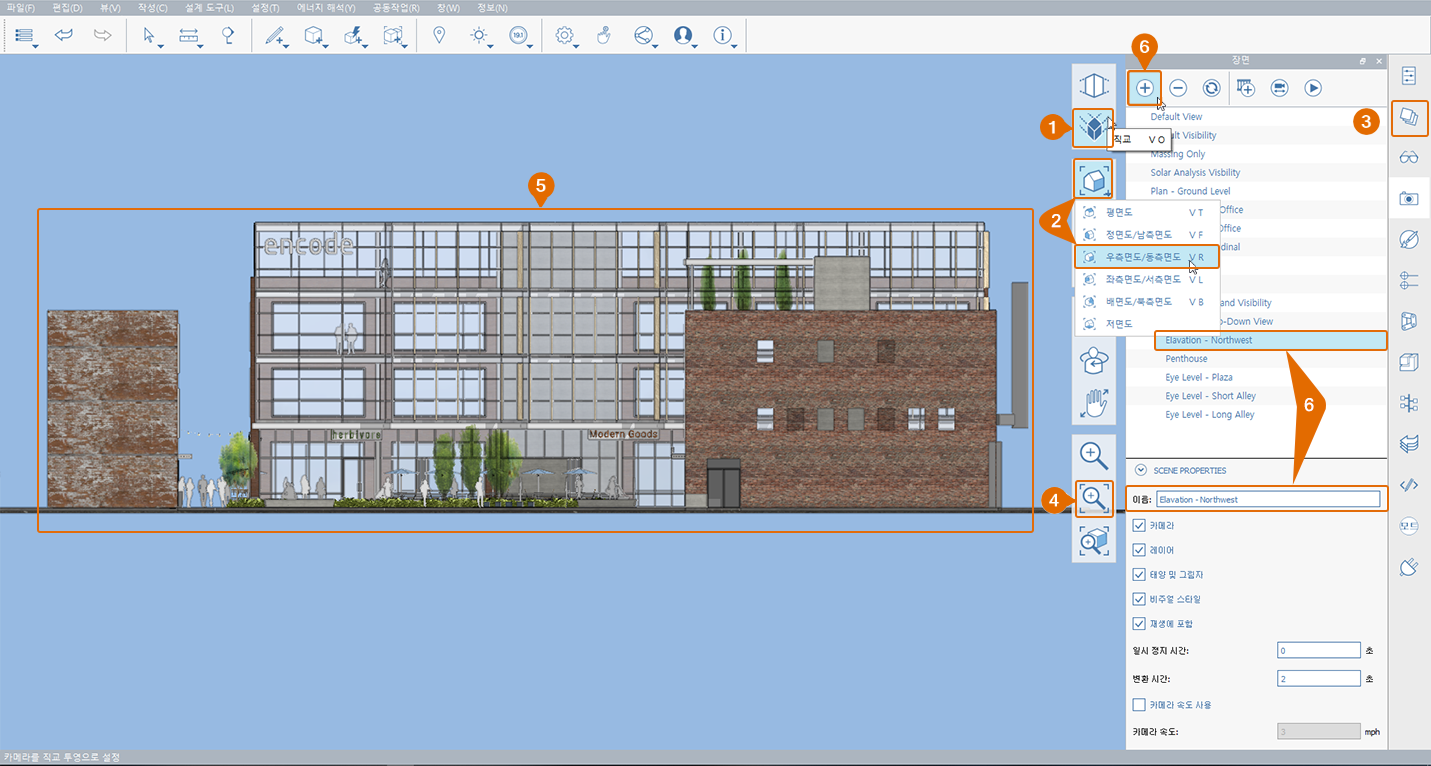 파일(F) 편집(D) 뷰(V) 작성(C) 설계 도구(L) 설정(T) 에너지 해석(Y) 공동작업(R) 창(W) 정보(N)
191
장면
6
1
3
직교 V O
Default View
ult Visibility
Massing Only
Solar Analysis Visbility
Plan - Ground Level
Office
Office
dinal
2
평면도 V T
정면도/남측면도 V F
우측면도/동측면도 V R
좌측면도/서측면도 V L
배면도/북측면도 V B
저면도
and Visibility
p-Down View
Elavation - Northwest
Penthouse
Eye Level - Plaza
Eye Level - Short Alley
Eye Level - Long Alley
6
5
encode
herbivore
Modern Goods
4
SCENE PROPERTIES
이름: Elavation - Northwest
카메라
레이어
태양 및 그림자
비주얼 스타일
재생에 포함
일시 정지 시간: 0 초
변환 시간: 2 초
카메라 속도 사용
카메라 속도: 3 mph
모드
카메라를 직교 투영으로 설정